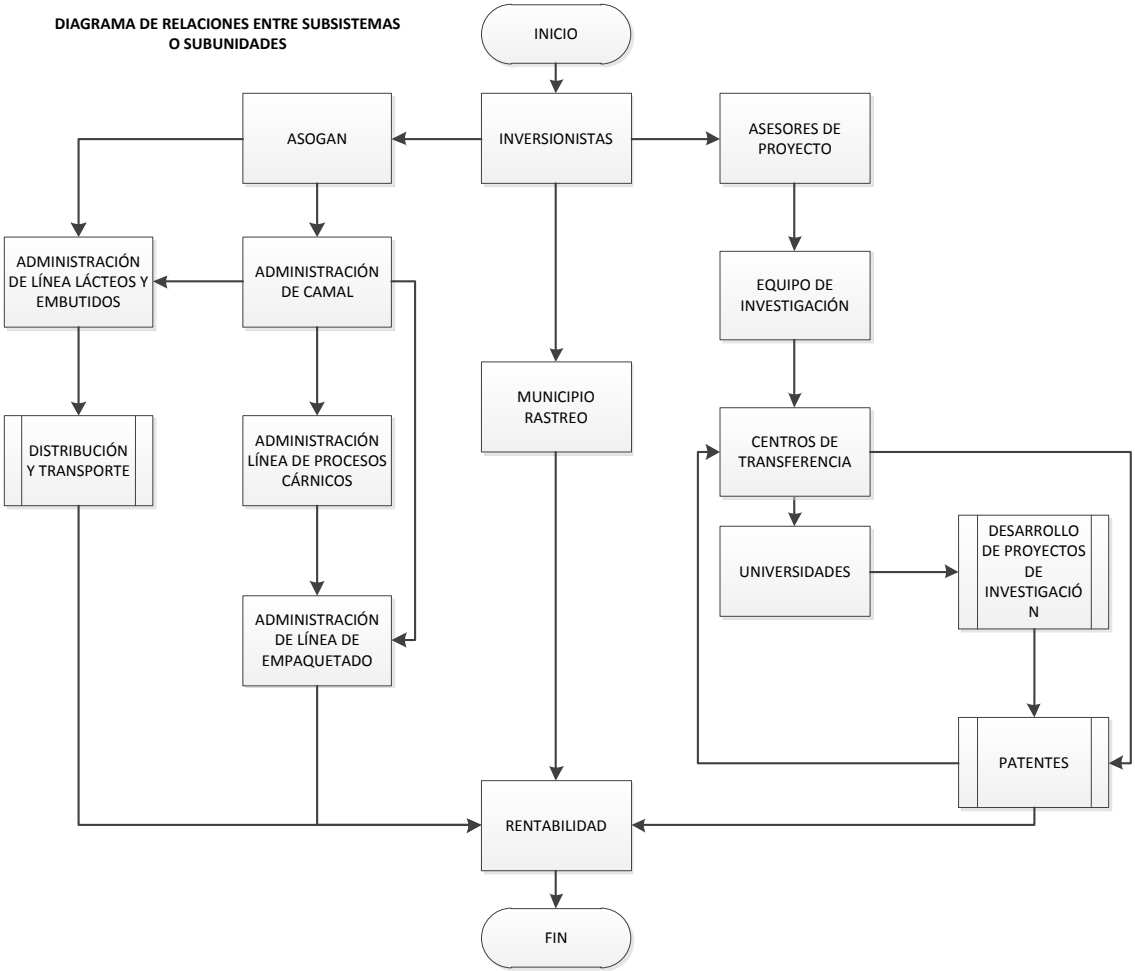 DIAGRAMA DE RELACIONES ENTRE SUBSISTEMAS
O SUBUNIDADES
INICIO
ASOGAN
INVERSIONISTAS
ASESORES DE
PROYECTO
ADMINISTRACIÓN
DE LÍNEA LÁCTEOS Y
EMBUTIDOS
ADMINISTRACIÓN
DE CAMAL
EQUIPO DE
INVESTIGACIÓN
MUNICIPIO
RASTREO
DISTRIBUCIÓN
Y TRANSPORTE
ADMINISTRACIÓN
LÍNEA DE PROCESOS
CÁRNICOS
CENTROS DE
TRANSFERENCIA
UNIVERSIDADES
DESARROLLO
DE PROYECTOS
DE
INVESTIGACIÓ
N
ADMINISTRACIÓN
DE LÍNEA DE
EMPAQUETADO
PATENTES
RENTABILIDAD
FIN